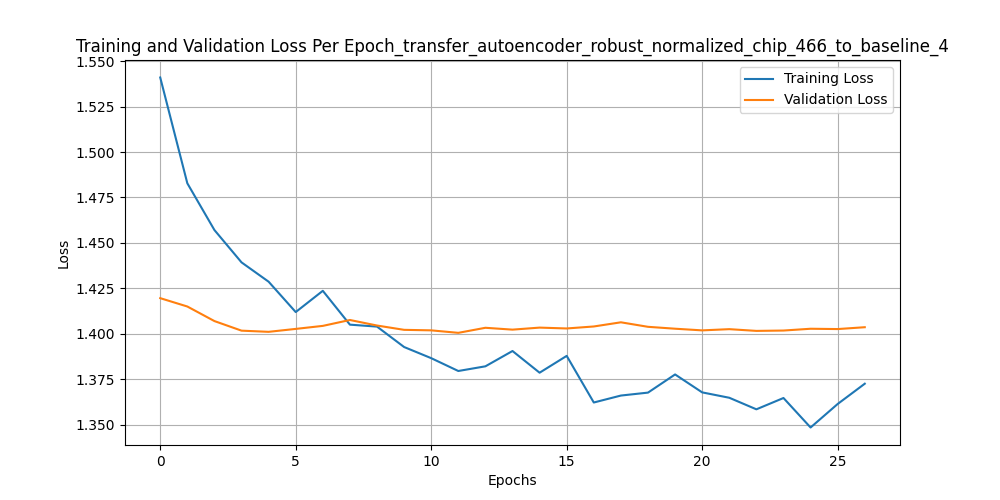 Training and Validation Loss Per Epoch_transfer_autoencoder_robust_normalized_chip_466_to_baseline_4
Training Loss
Validation Loss
1.550
1.525
1.500
1.475
1.450
1.425
1.400
1.375
1.350
Loss
0 5 10 15 20 25
Epochs